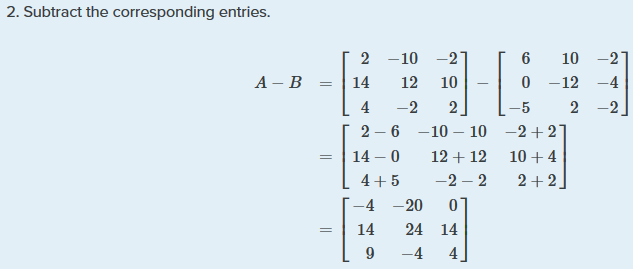 2. Subtract the corresponding entries.
A − B = [ 2 −10 −2 ; 14 12 10 ; 4 −2 2 ] − [ 6 10 −2 ; 0 −12 −4 ; −5 2 −2 ]
= [ 2 − 6 −10 − 10 −2 + 2 ; 14 − 0 12 + 12 10 + 4 ; 4 + 5 −2 − 2 2 + 2 ]
= [ −4 −20 0 ; 14 24 14 ; 9 −4 4 ]